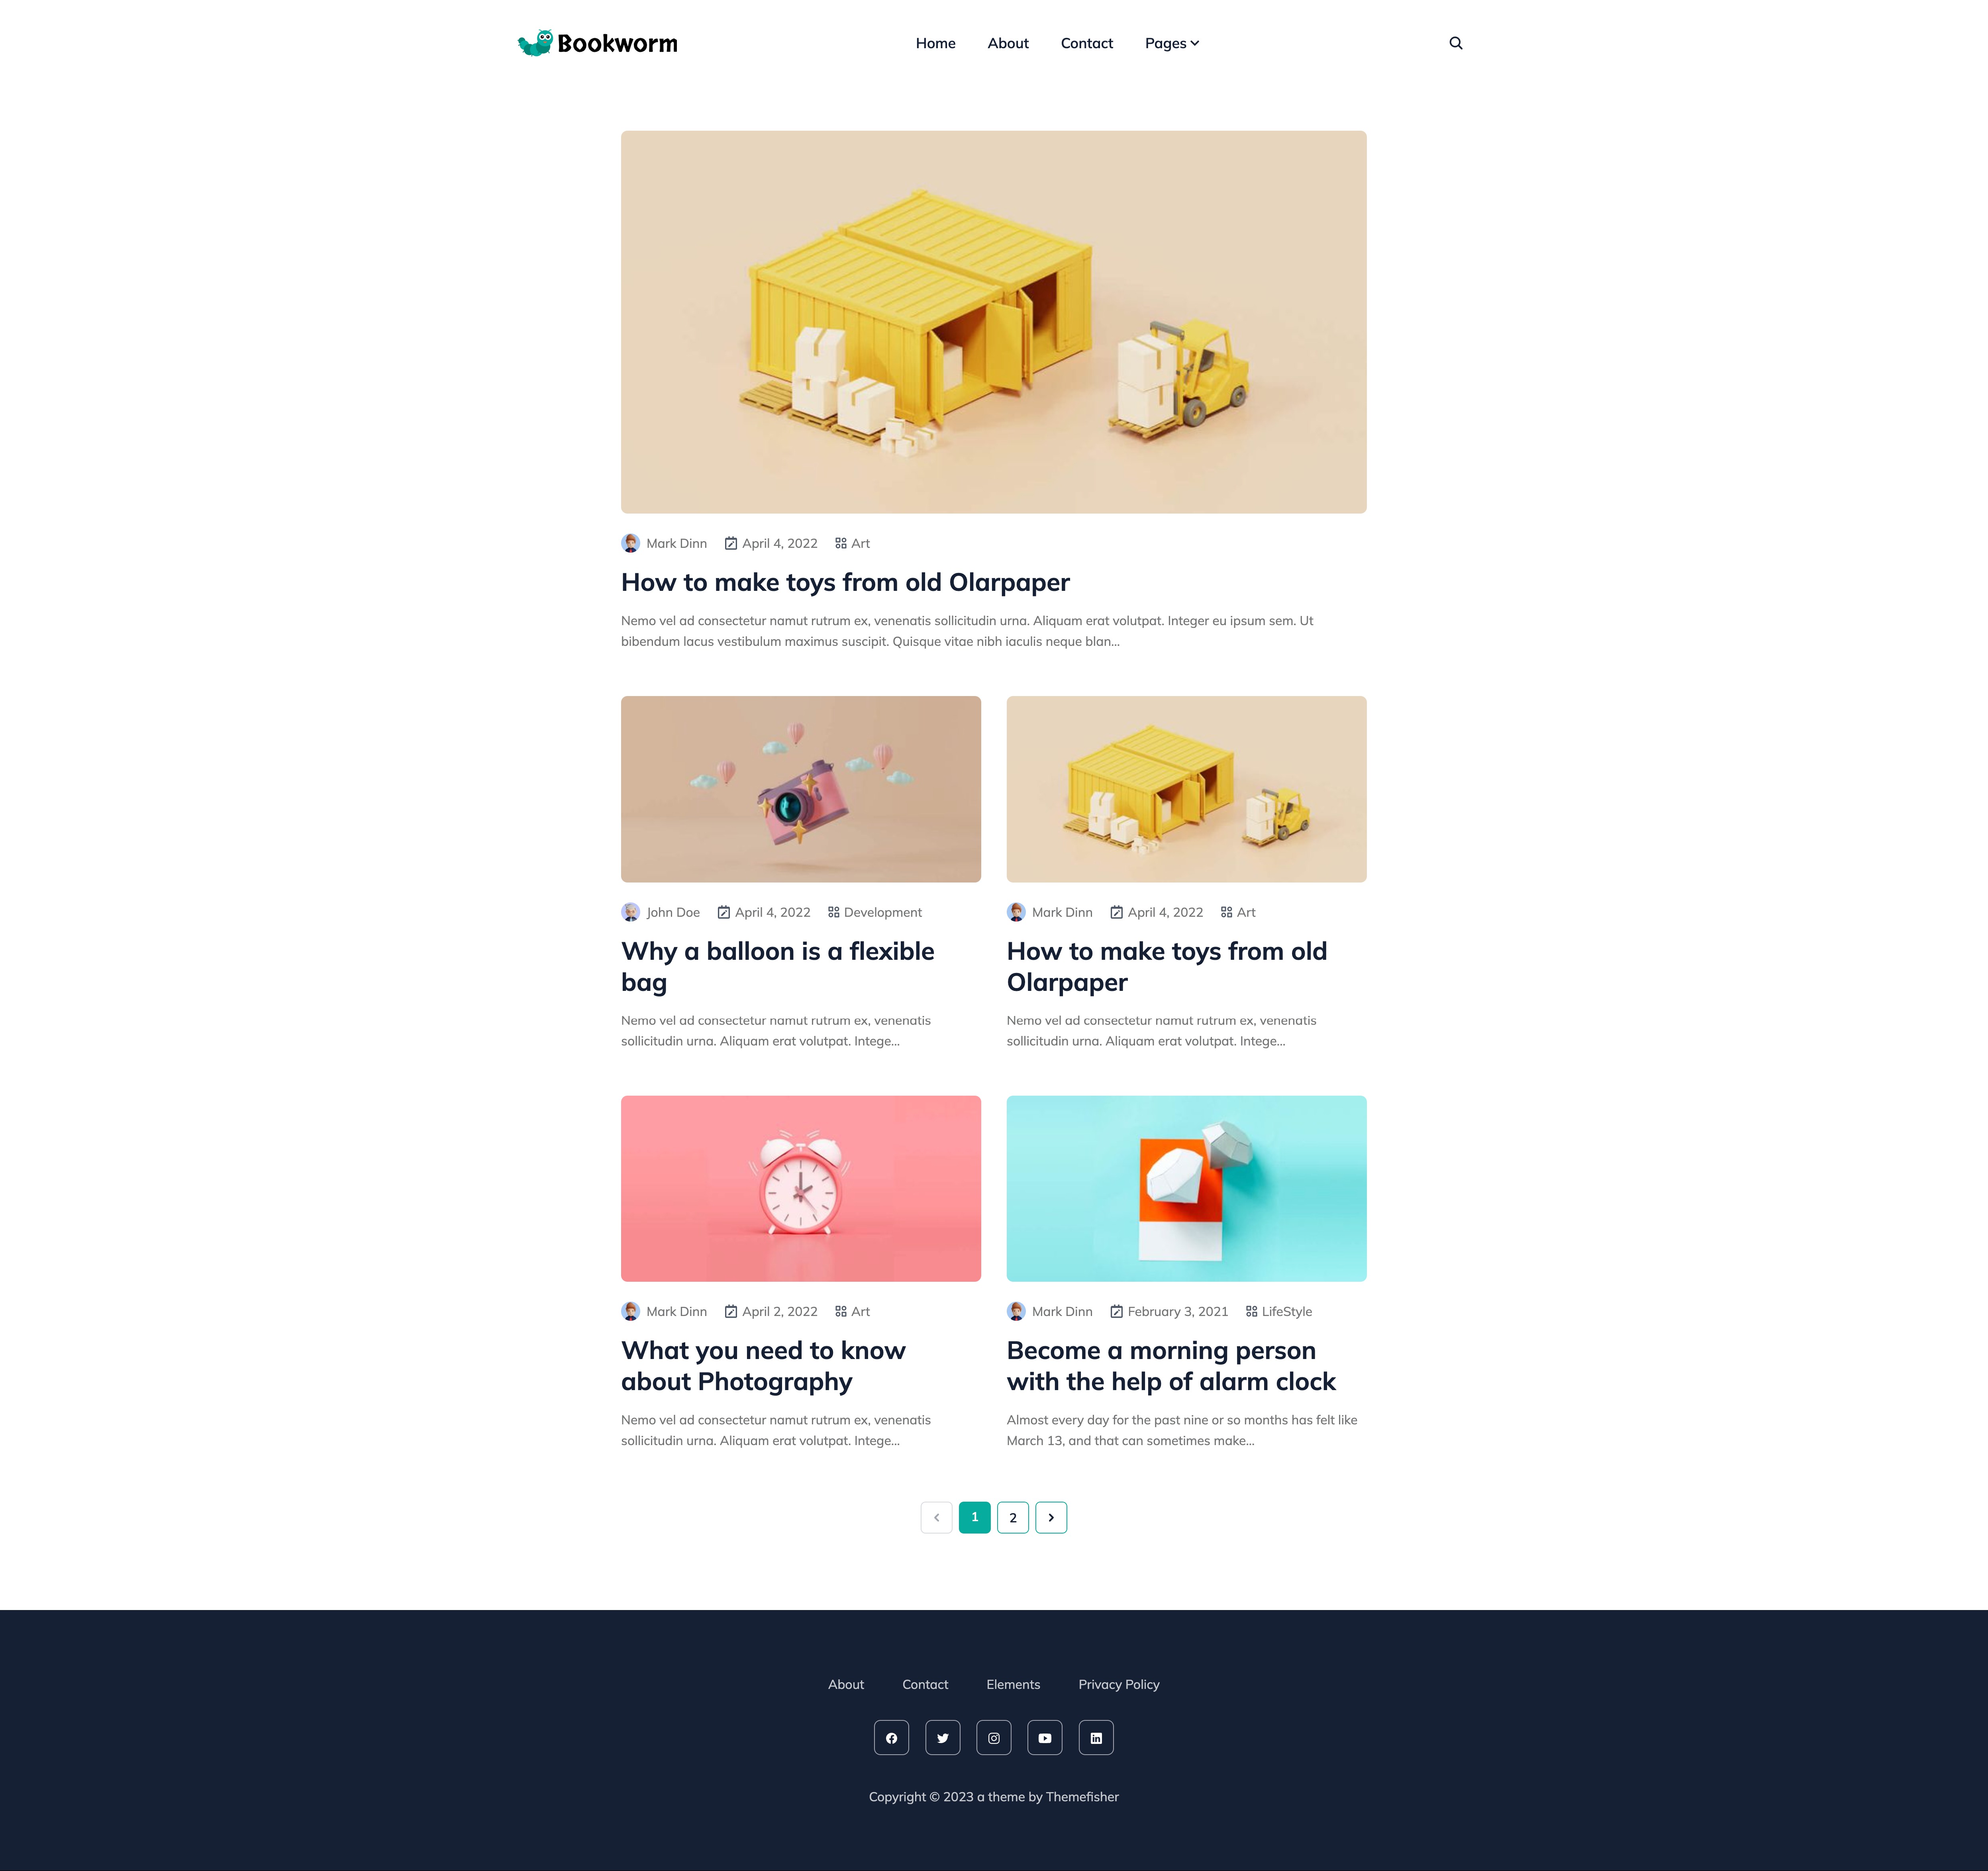 Bookworm
Home About Contact Pages
Mark Dinn April 4, 2022 Art
How to make toys from old Olarpaper
Nemo vel ad consectetur namut rutrum ex, venenatis sollicitudin urna. Aliquam erat volutpat. Integer eu ipsum sem. Ut
bibendum lacus vestibulum maximus suscipit. Quisque vitae nibh iaculis neque blan...
John Doe April 4, 2022 Development
Why a balloon is a flexible
bag
Nemo vel ad consectetur namut rutrum ex, venenatis
sollicitudin urna. Aliquam erat volutpat. Intege...
Mark Dinn April 4, 2022 Art
How to make toys from old
Olarpaper
Nemo vel ad consectetur namut rutrum ex, venenatis
sollicitudin urna. Aliquam erat volutpat. Intege...
Mark Dinn April 2, 2022 Art
What you need to know
about Photography
Nemo vel ad consectetur namut rutrum ex, venenatis
sollicitudin urna. Aliquam erat volutpat. Intege...
Mark Dinn February 3, 2021 LifeStyle
Become a morning person
with the help of alarm clock
Almost every day for the past nine or so months has felt like
March 13, and that can sometimes make...
1 2
About Contact Elements Privacy Policy
Copyright © 2023 a theme by Themefisher